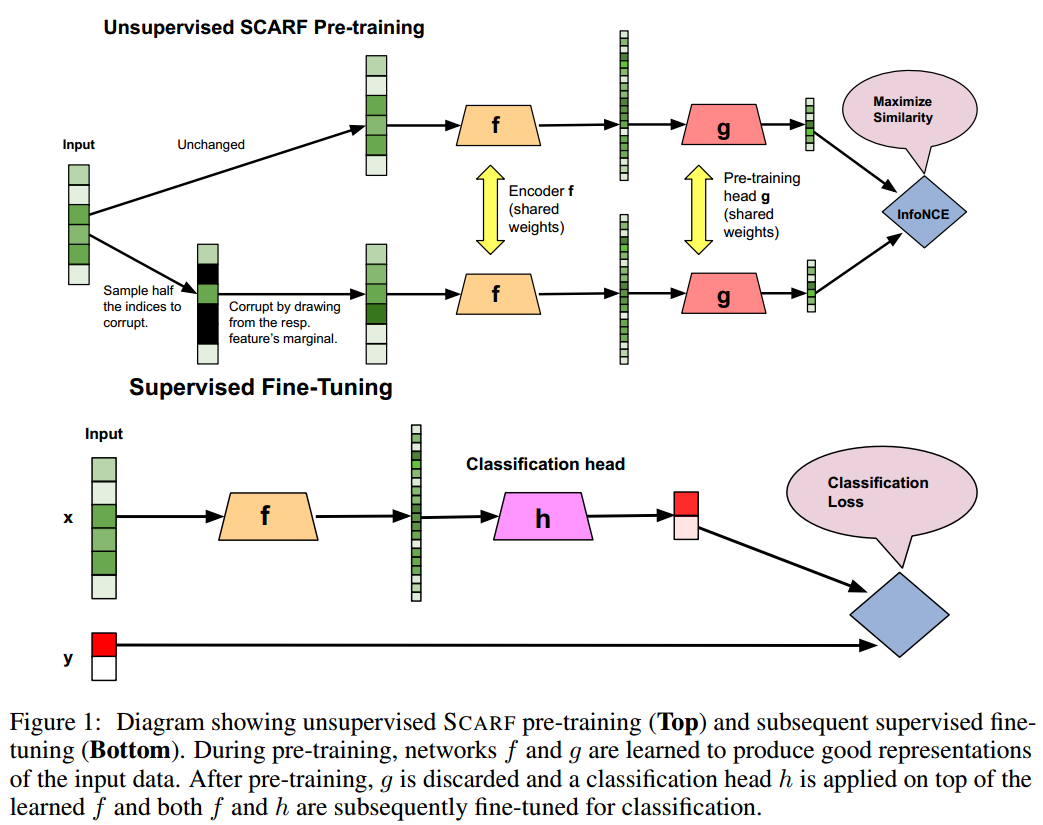 Unsupervised SCARF Pre-training
Input
Unchanged
f
g
Maximize
Similarity
Encoder f
(shared
weights)
Pre-training
head g
(shared
weights)
InfoNCE
Sample half
the indices to
corrupt.
Corrupt by drawing
from the resp.
feature's marginal.
f
g
Supervised Fine-Tuning
Input
Classification head
Classification
Loss
x
f
h
y
Figure 1: Diagram showing unsupervised SCARF pre-training (Top) and subsequent supervised fine-
tuning (Bottom). During pre-training, networks f and g are learned to produce good representations
of the input data. After pre-training, g is discarded and a classification head h is applied on top of the
learned f and both f and h are subsequently fine-tuned for classification.